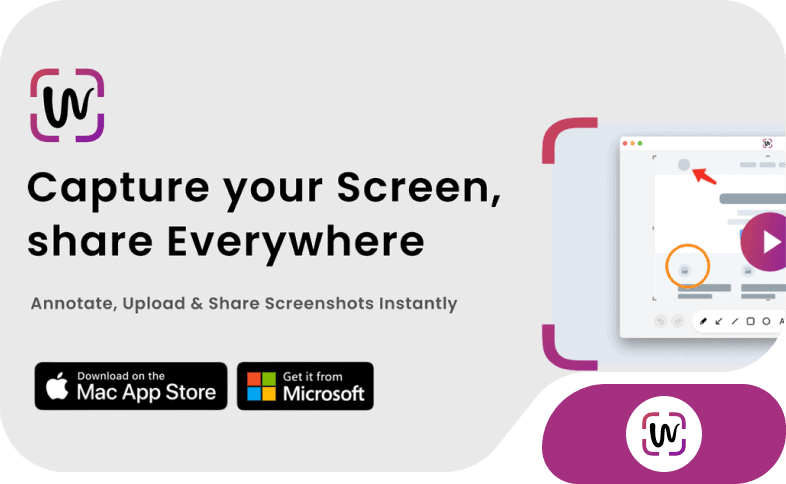 W
Capture your Screen,
share Everywhere
Annotate, Upload & Share Screenshots Instantly
Download on the
Mac App Store
Get it from
Microsoft
A
W